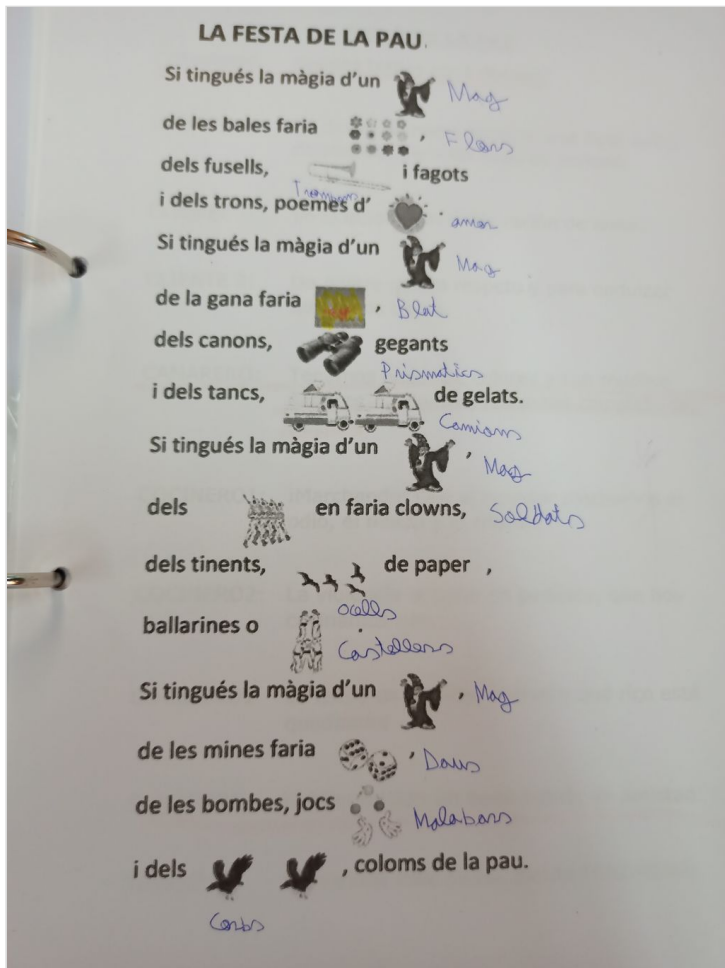 LA FESTA DE LA PAU.
Si tingués la màgia d'un Mag
de les bales faria , Flors
dels fusells, i fagots
Trombons
i dels trons, poemes d' . amor
Si tingués la màgia d'un Mag
de la gana faria , Blat
dels canons, gegants
Prismatics
i dels tancs, de gelats.
Camions
Si tingués la màgia d'un , Mag
dels en faria clowns, Soldats
dels tinents, de paper ,
ocells
ballarines o .
Castellers
Si tingués la màgia d'un , Mag
de les mines faria , Daus
de les bombes, jocs Malabars
i dels , coloms de la pau.
Corbs